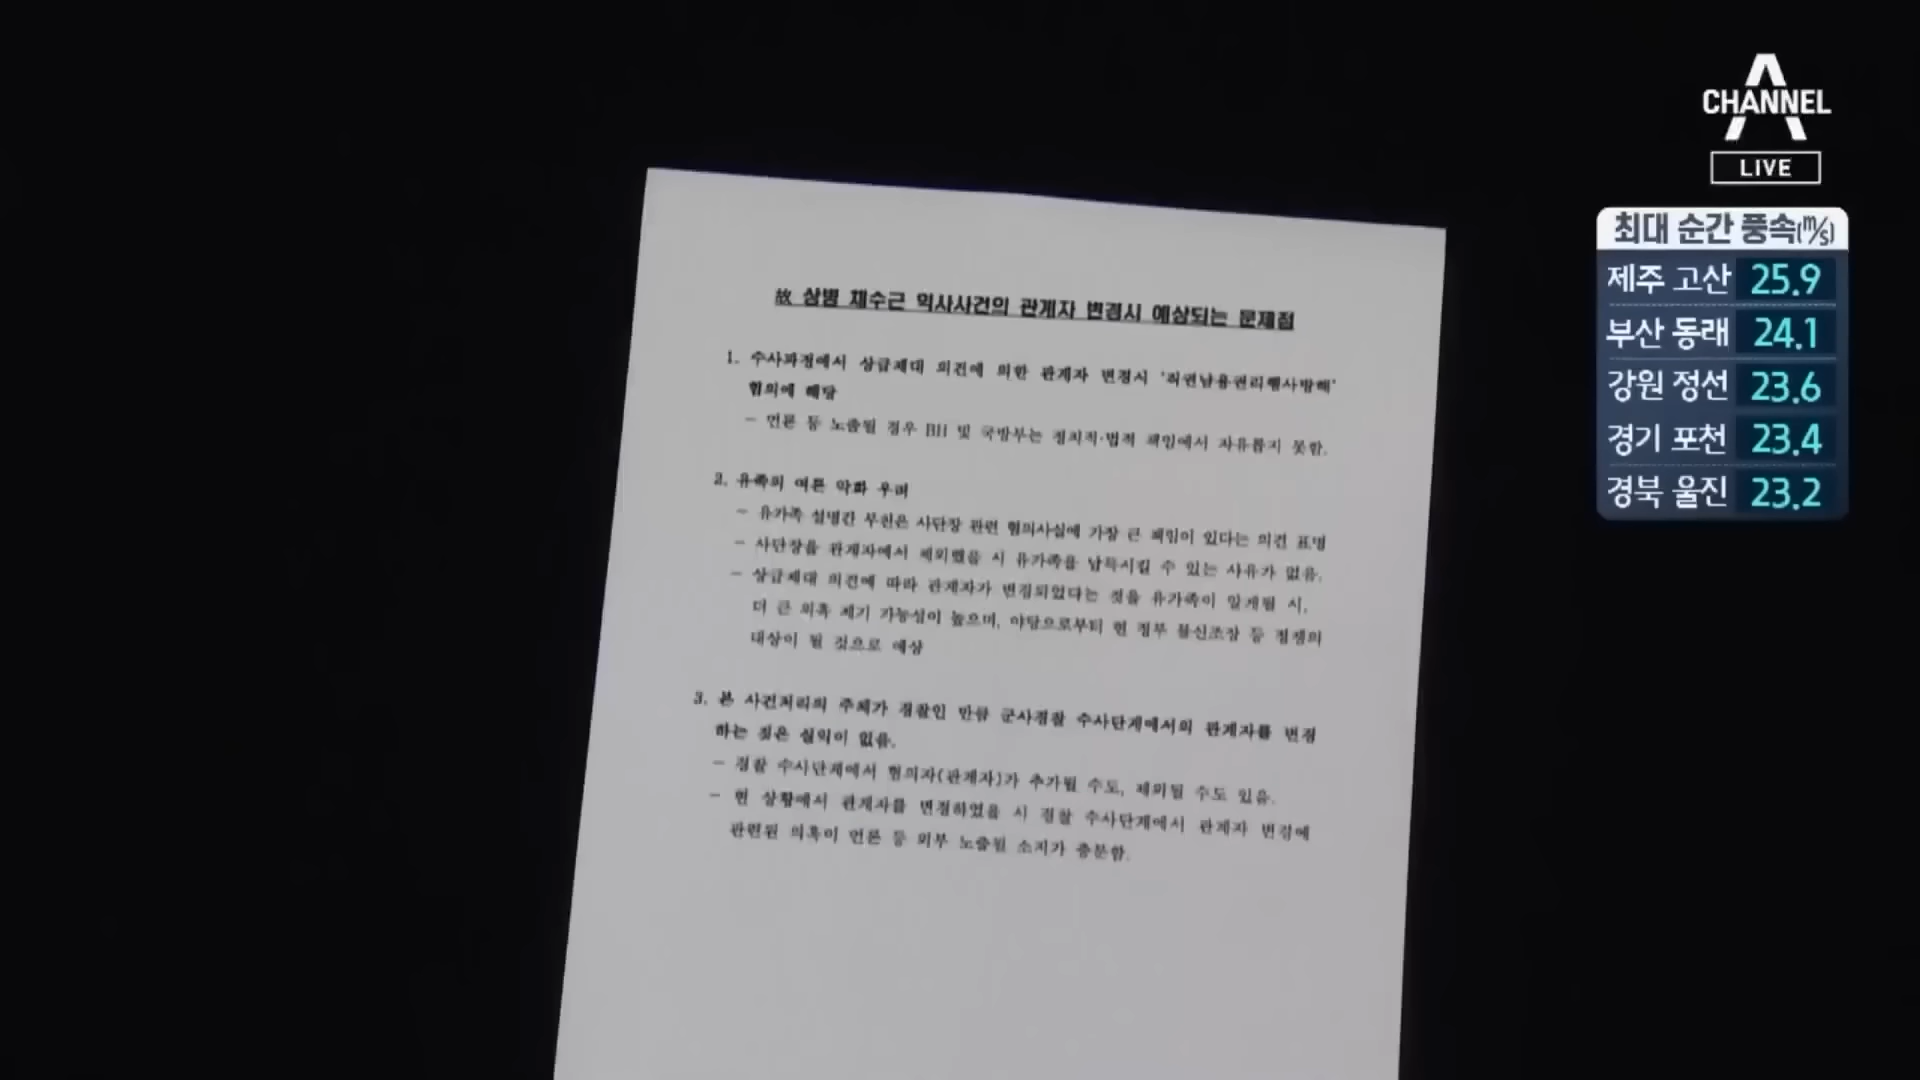 故 상병 채수근 익사사건의 관계자 변경시 예상되는 문제점
1. 수사과정에서 상급제대 의견에 의한 관계자 변경시 '직권남용권리행사방해'
혐의에 해당
- 언론 등 노출될 경우 BH 및 국방부는 정치적·법적 책임에서 자유롭지 못함.
2. 유족의 여론 악화 우려
- 유가족 설명간 부친은 사단장 관련 혐의사실에 가장 큰 책임이 있다는 의견 표명
- 사단장을 관계자에서 제외했을 시 유가족을 납득시킬 수 있는 사유가 없음.
- 상급제대 의견에 따라 관계자가 변경되었다는 것을 유가족이 알게될 시,
더 큰 의혹 제기 가능성이 높으며, 야당으로부터 현 정부 불신조장 등 정쟁의
대상이 될 것으로 예상
3. 본 사건처리의 주체가 경찰인 만큼 군사경찰 수사단계에서의 관계자를 변경
하는 것은 실익이 없음.
- 경찰 수사단계에서 혐의자(관계자)가 추가될 수도, 제외될 수도 있음.
- 현 상황에서 관계자를 변경하였을 시 경찰 수사단계에서 관계자 변경에
관련된 의혹이 언론 등 외부 노출될 소지가 충분함.
CHANNEL A
LIVE
최대 순간 풍속(m/s)
제주 고산 25.9
부산 동래 24.1
강원 정선 23.6
경기 포천 23.4
경북 울진 23.2